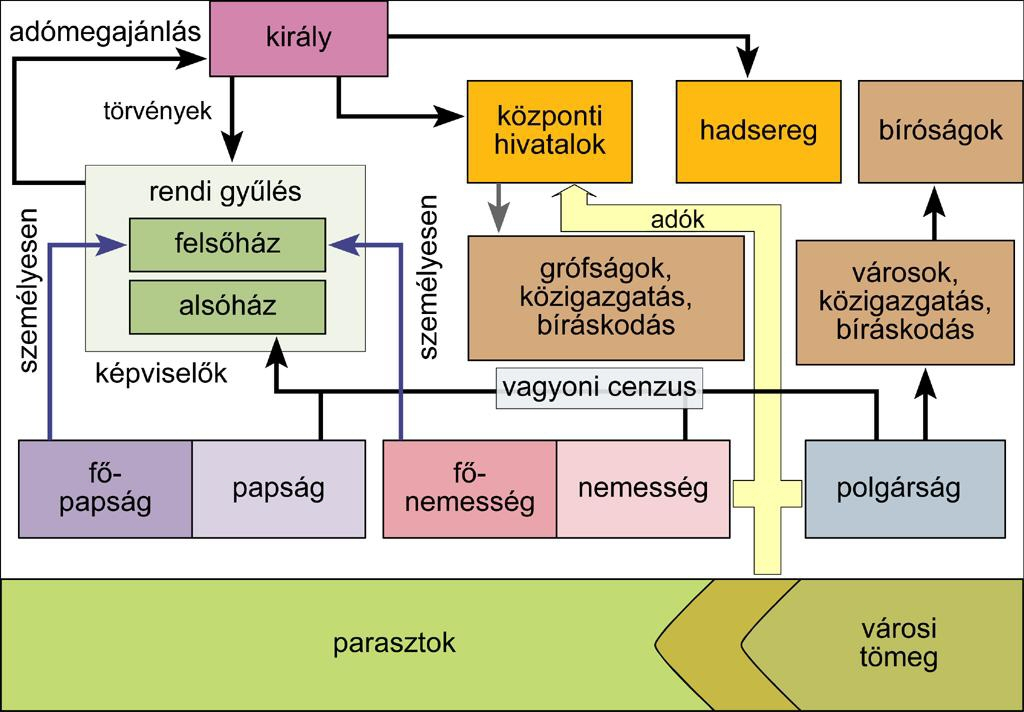 adómegajánlás
király
törvények
központi
hivatalok
hadsereg
bíróságok
rendi gyűlés
felsőház
alsóház
személyesen
képviselők
személyesen
adók
grófságok,
közigazgatás,
bíráskodás
városok,
közigazgatás,
bíráskodás
vagyoni cenzus
fő-
papság
papság
fő-
nemesség
nemesség
polgárság
parasztok
városi
tömeg